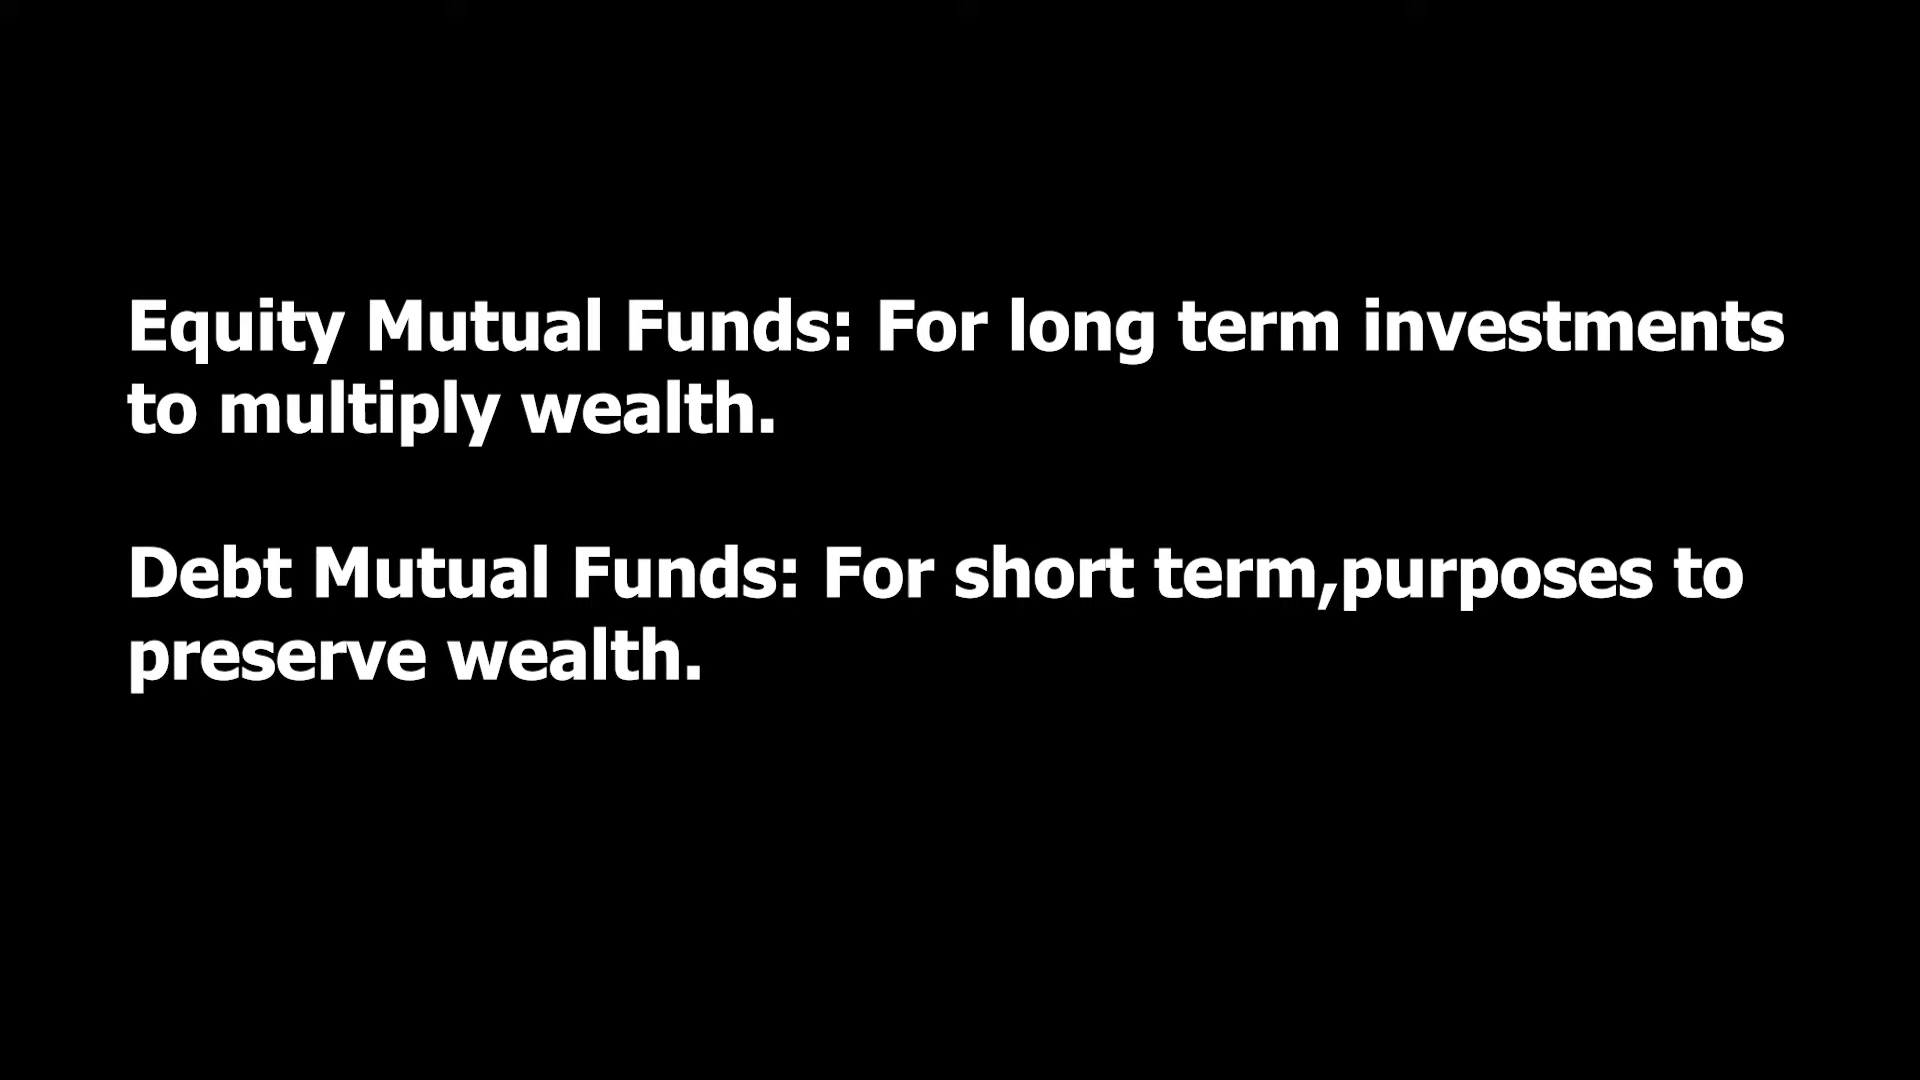 Equity Mutual Funds: For long term investments
to multiply wealth.
Debt Mutual Funds: For short term,purposes to
preserve wealth.